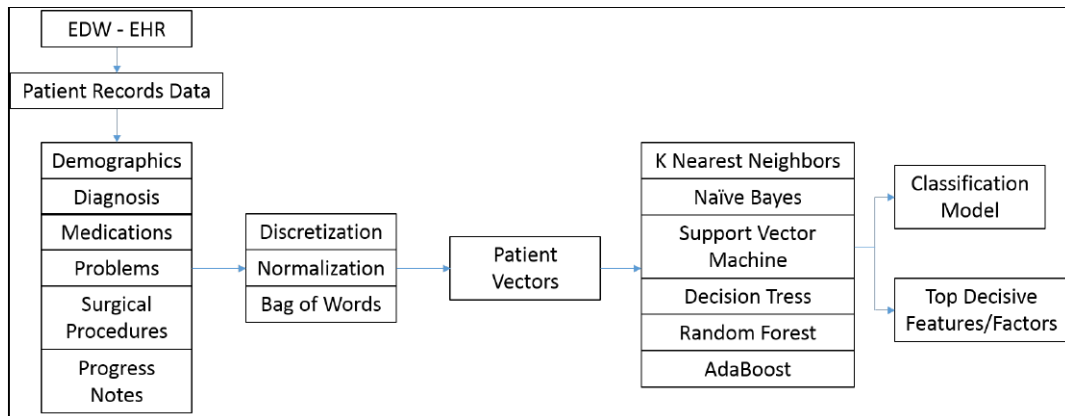 EDW - EHR
Patient Records Data
Demographics
Diagnosis
Medications
Problems
Surgical
Procedures
Progress
Notes
Discretization
Normalization
Bag of Words
Patient
Vectors
K Nearest Neighbors
Naïve Bayes
Support Vector
Machine
Decision Tress
Random Forest
AdaBoost
Classification
Model
Top Decisive
Features/Factors